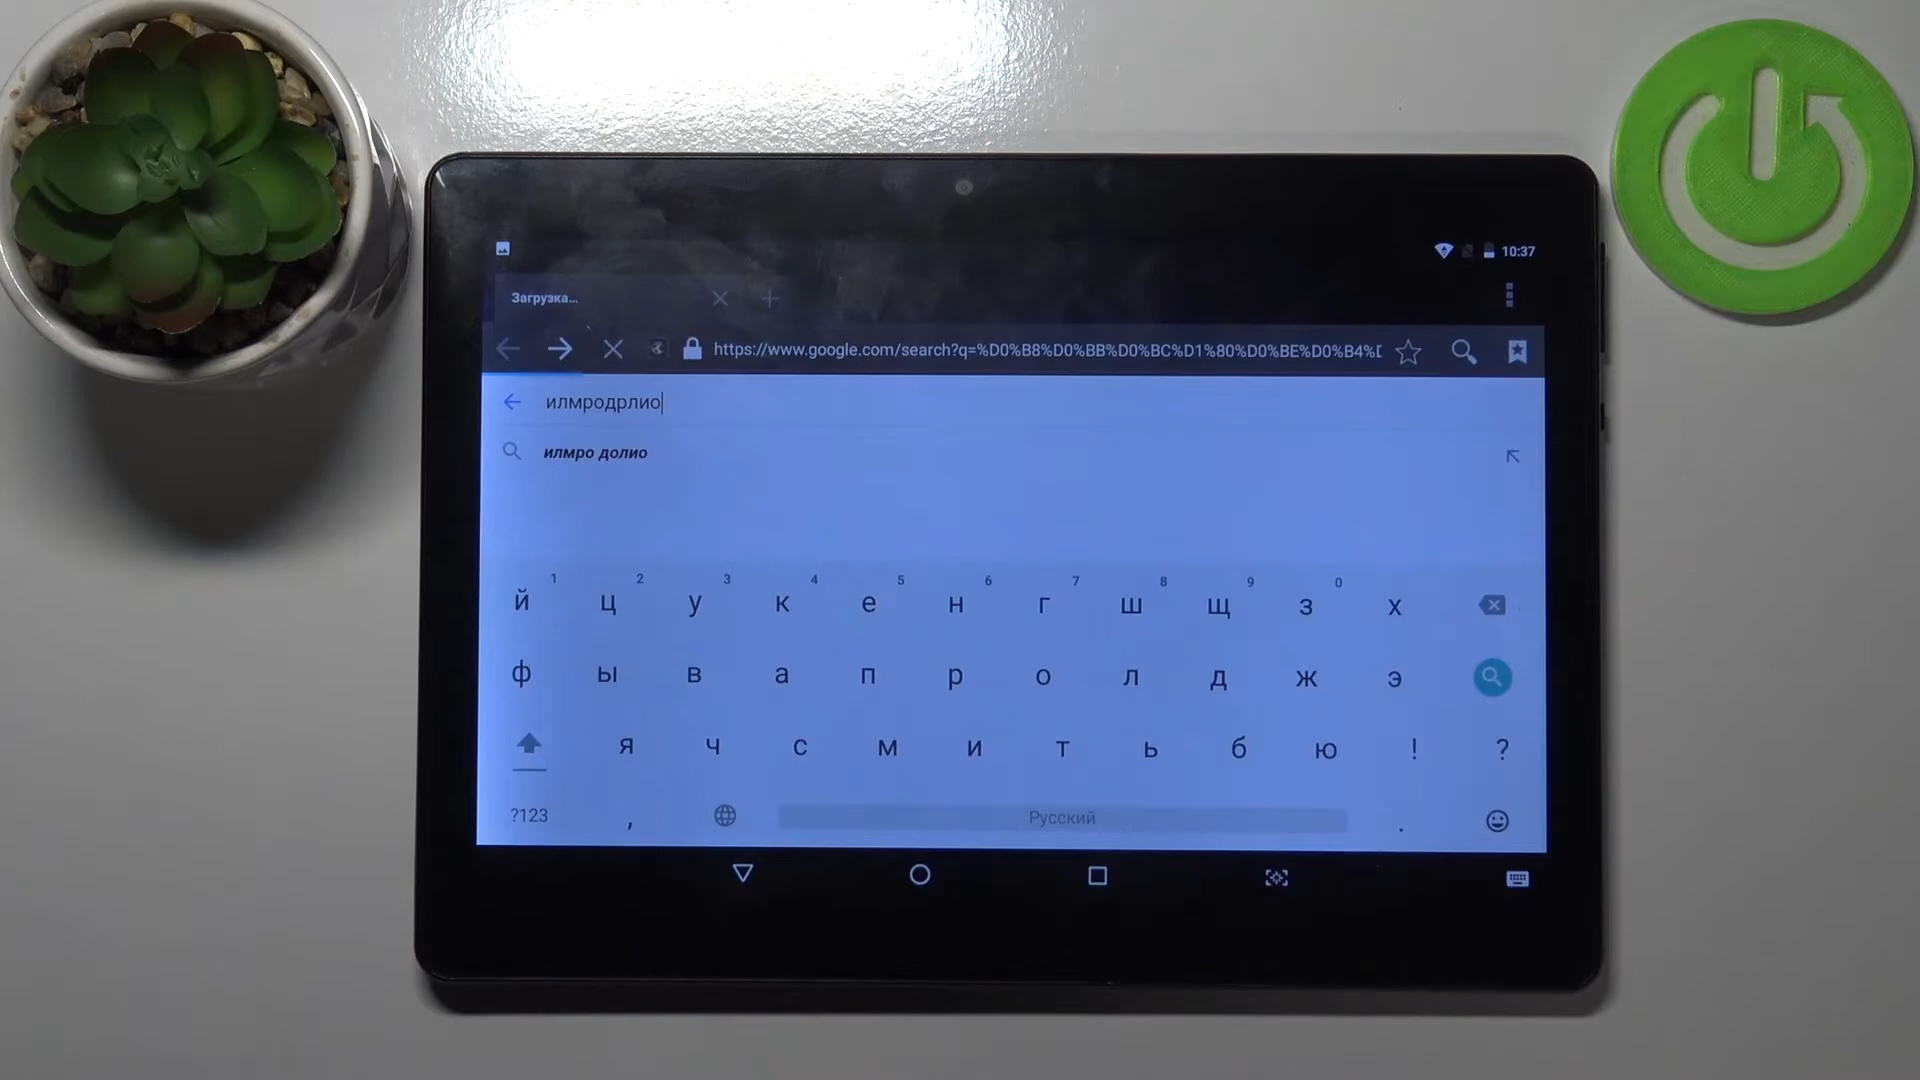 10:37
Загрузка...
https://www.google.com/search?q=%D0%B8%D0%BB%D0%BC%D1%80%D0%BE%D0%B4%D
илмродрлио
илмро долио
1 2 3 4 5 6 7 8 9 0
й ц у к е н г ш щ з х
ф ы в а п р о л д ж э
я ч с м и т ь б ю ! ?
?123 , Русский .